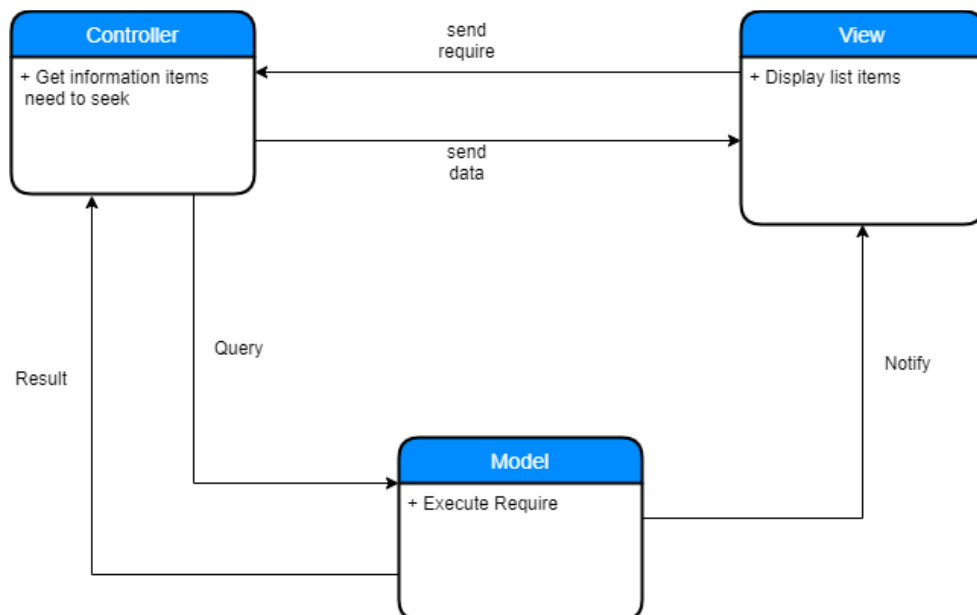 Controller
send
require
View
+ Get information items
need to seek
+ Display list items
send
data
Query
Result
Notify
Model
+ Execute Require